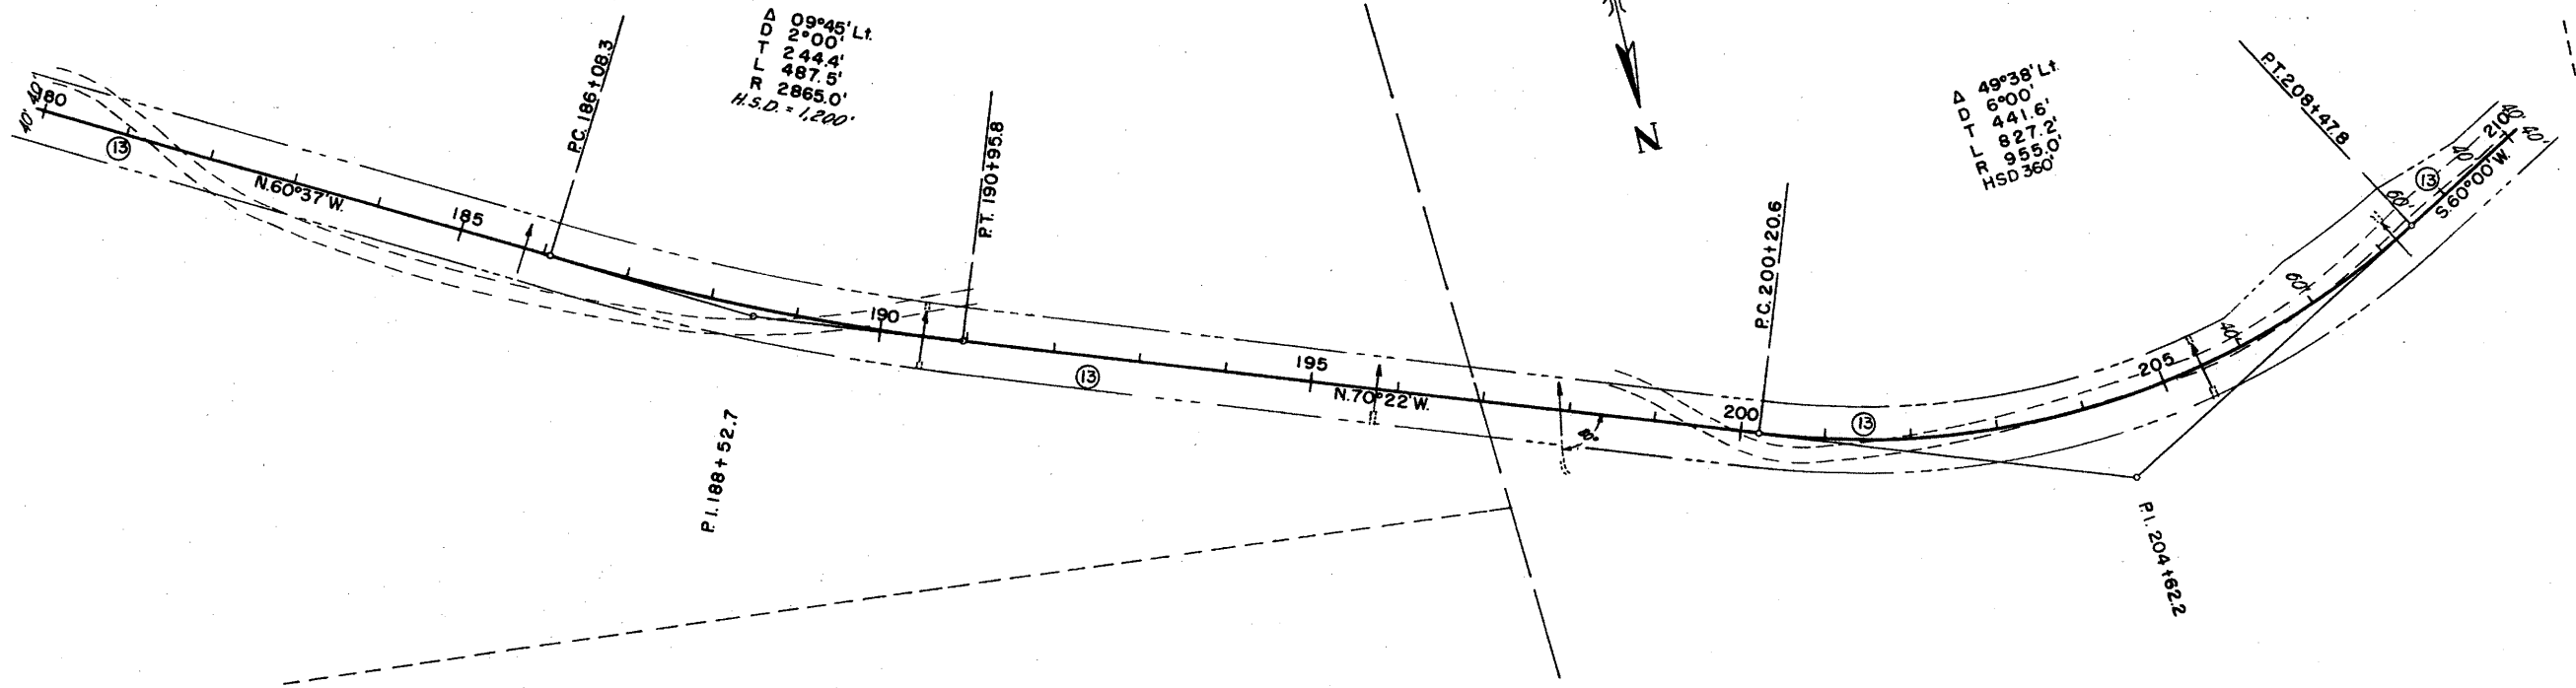 180
40'
40'
13
N.60°37'W.
185
P.C. 186+08.3
Δ 09°45' Lt.
D 2°00'
T 244.4'
L 487.5'
R 2865.0'
H.S.D. = 1,200'
190
P.T. 190+95.8
P.I. 188+52.7
13
195
N.70°22'W.
N
200
P.C. 200+20.6
13
Δ 49°38' Lt.
D 6°00'
T 441.6'
L 827.2'
R 955.0'
HSD 360'
205
40'
60'
60'
P.T. 208+47.8
13
40'
S.60°00'W.
210
40'
40'
P.I. 204+62.2